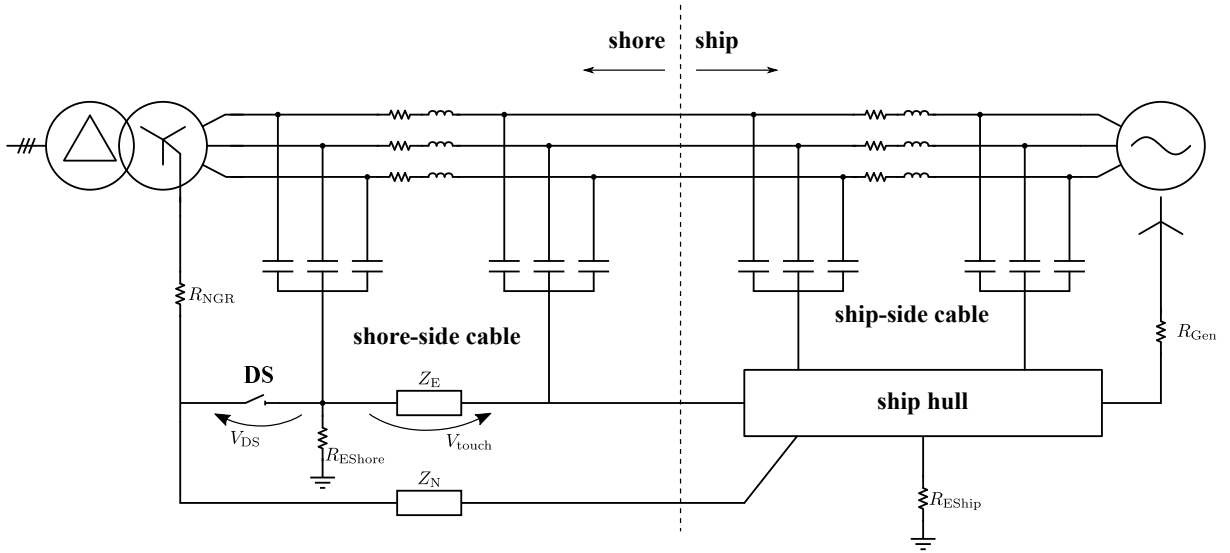 shore ship
R_NGR
ship-side cable
shore-side cable
R_Gen
DS
Z_E
ship hull
V_DS
V_touch
R_EShore
Z_N
R_EShip